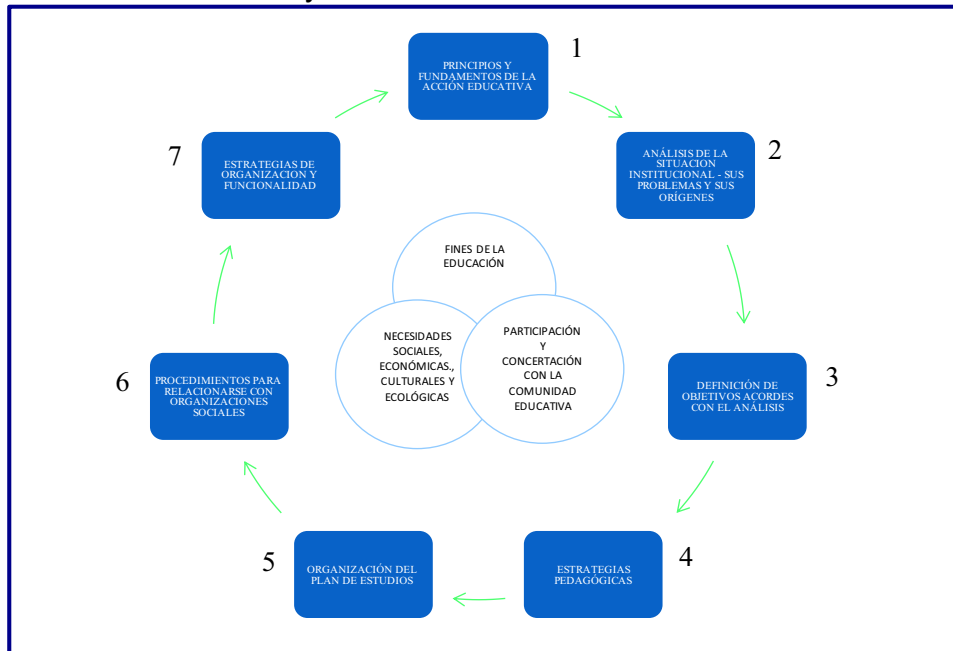 1
PRINCIPIOS Y
FUNDAMENTOS DE LA
ACCIÓN EDUCATIVA
2
ANÁLISIS DE LA
SITUACION
INSTITUCIONAL - SUS
PROBLEMAS Y SUS
ORÍGENES
3
DEFINICIÓN DE
OBJETIVOS ACORDES
CON EL ANÁLISIS
4
ESTRATEGIAS
PEDAGÓGICAS
5
ORGANIZACIÓN DEL
PLAN DE ESTUDIOS
6
PROCEDIMIENTOS PARA
RELACIONARSE CON
ORGANIZACIONES
SOCIALES
7
ESTRATEGIAS DE
ORGANIZACION Y
FUNCIONALIDAD
FINES DE LA
EDUCACIÓN
NECESIDADES
SOCIALES,
ECONÓMICAS.,
CULTURALES Y
ECOLÓGICAS
PARTICIPACIÓN
Y
CONCERTACIÓN
CON LA
COMUNIDAD
EDUCATIVA